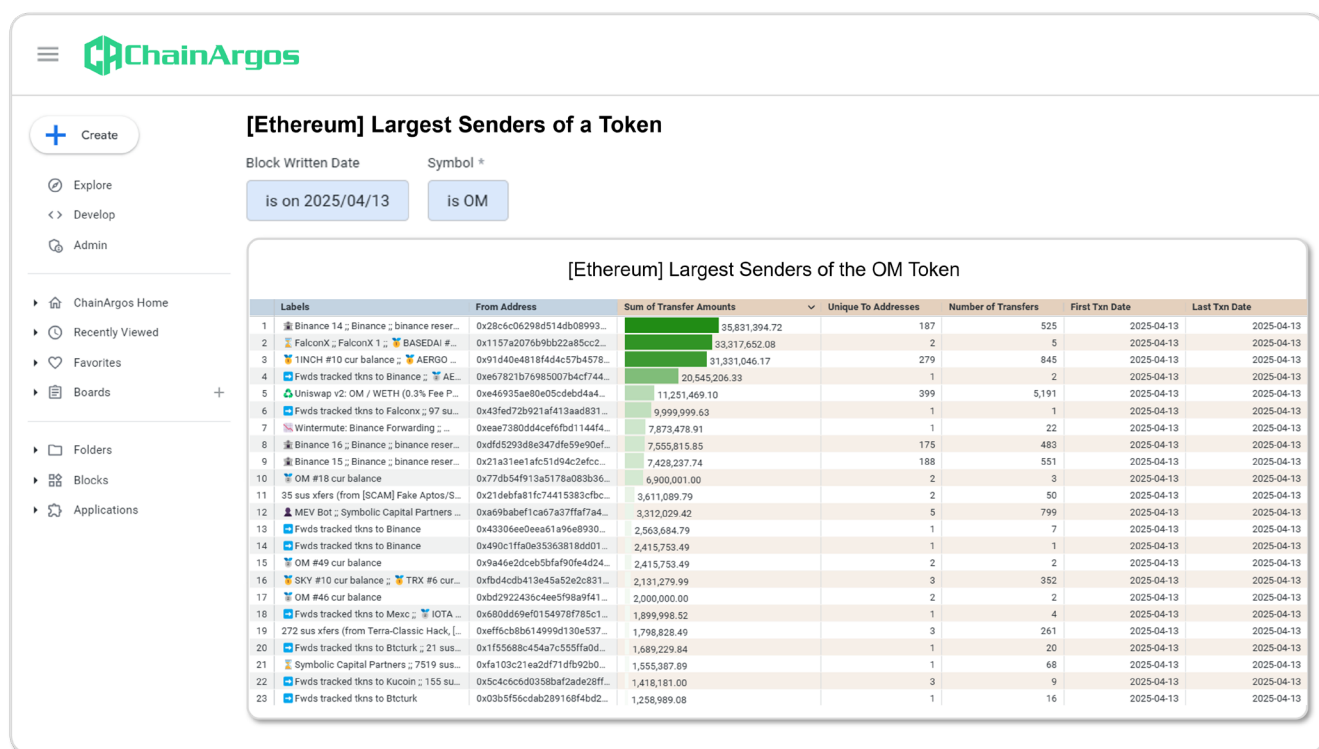 ChainArgos
Create
Explore
Develop
Admin
ChainArgos Home
Recently Viewed
Favorites
Boards
Folders
Blocks
Applications
[Ethereum] Largest Senders of a Token
Block Written Date Symbol *
is on 2025/04/13 is OM
[Ethereum] Largest Senders of the OM Token
Labels From Address Sum of Transfer Amounts Unique To Addresses Number of Transfers First Txn Date Last Txn Date
1 Binance 14 ;; Binance ;; binance reser... 0x28c6c06298d514db08993... 35,831,394.72 187 525 2025-04-13 2025-04-13
2 FalconX ;; FalconX 1 ;; BASEDAI #... 0x1157a2076b9bb22a85cc2... 33,317,652.08 2 5 2025-04-13 2025-04-13
3 1INCH #10 cur balance ;; AERGO ... 0x91d40e4818f4d4c57b4578... 31,331,046.17 279 845 2025-04-13 2025-04-13
4 Fwds tracked tkns to Binance ;; AE... 0xe67821b76985007b4cf744... 20,545,206.33 1 2 2025-04-13 2025-04-13
5 Uniswap v2: OM / WETH (0.3% Fee P... 0xe46935ae80e05cdebd4a4... 11,251,469.10 399 5,191 2025-04-13 2025-04-13
6 Fwds tracked tkns to Falconx ;; 97 su... 0x43fed72b921af413aad831... 9,999,999.63 1 1 2025-04-13 2025-04-13
7 Wintermute: Binance Forwarding ;; ... 0xeae7380dd4cef6fbd1144f4... 7,873,478.91 1 22 2025-04-13 2025-04-13
8 Binance 16 ;; Binance ;; binance reser... 0xdfd5293d8e347dfe59e90ef... 7,555,815.85 175 483 2025-04-13 2025-04-13
9 Binance 15 ;; Binance ;; binance reser... 0x21a31ee1afc51d94c2efcc... 7,428,237.74 188 551 2025-04-13 2025-04-13
10 OM #18 cur balance 0x77db54f913a5178a083b36... 6,900,001.00 2 3 2025-04-13 2025-04-13
11 35 sus xfers (from [SCAM] Fake Aptos/S... 0x21debfa81fc74415383cfbc... 3,611,089.79 2 50 2025-04-13 2025-04-13
12 MEV Bot ;; Symbolic Capital Partners ... 0xa69babef1ca67a37ffaf7a4... 3,312,029.42 5 799 2025-04-13 2025-04-13
13 Fwds tracked tkns to Binance 0x43306ee0eea61a96e8930... 2,563,684.79 1 7 2025-04-13 2025-04-13
14 Fwds tracked tkns to Binance 0x490c1ffa0e35363818dd01... 2,415,753.49 1 1 2025-04-13 2025-04-13
15 OM #49 cur balance 0x9a46e2dceb5bfaf90fe4d24... 2,415,753.49 2 2 2025-04-13 2025-04-13
16 SKY #10 cur balance ;; TRX #6 cur... 0xfbd4cdb413e45a52e2c831... 2,131,279.99 3 352 2025-04-13 2025-04-13
17 OM #46 cur balance 0xbd2922436c4ee5f98a9f41... 2,000,000.00 2 2 2025-04-13 2025-04-13
18 Fwds tracked tkns to Mexc ;; IOTA ... 0x680dd69ef0154978f785c1... 1,899,998.52 1 4 2025-04-13 2025-04-13
19 272 sus xfers (from Terra-Classic Hack, [... 0xeff6cb8b614999d130e537... 1,798,828.49 3 261 2025-04-13 2025-04-13
20 Fwds tracked tkns to Btcturk ;; 21 sus... 0x1f55688c454a7c555ffa0d... 1,689,229.84 1 20 2025-04-13 2025-04-13
21 Symbolic Capital Partners ;; 7519 sus... 0xfa103c21ea2df71dfb92b0... 1,555,387.89 1 68 2025-04-13 2025-04-13
22 Fwds tracked tkns to Kucoin ;; 155 su... 0x5c4c6c6d0358baf2ade28ff... 1,418,181.00 3 9 2025-04-13 2025-04-13
23 Fwds tracked tkns to Btcturk 0x03b5f56cdab289168f4bd2... 1,258,989.08 1 16 2025-04-13 2025-04-13